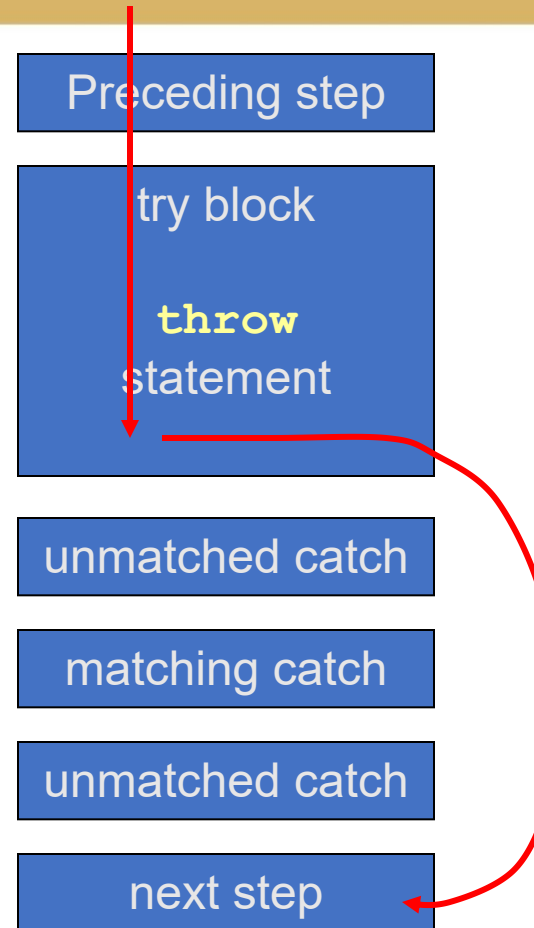 Preceding step
try block
throw
statement
unmatched catch
matching catch
unmatched catch
next step